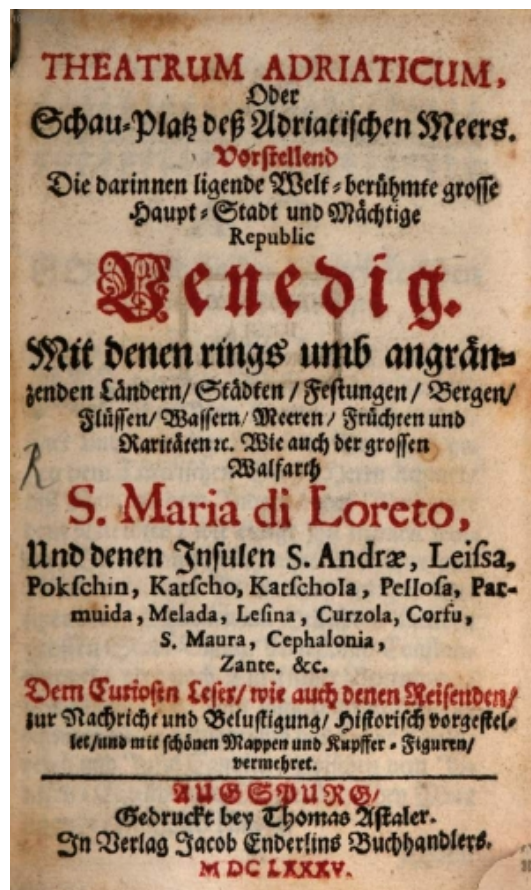 THEATRUM ADRIATICUM,
Oder
Schau-Platz deß Adriatischen Meers.
Vorstellend
Die darinnen ligende Welt-berühmte grosse
Haupt-Stadt und Mächtige
Republic
Venedig.
Mit denen rings umb angrän-
zenden Ländern/ Städten / Festungen / Bergen/
Flüssen/ Wassern/ Meeren/ Früchten und
Raritäten ꝛc. Wie auch der grossen
Walfarth
S. Maria di Loreto,
Und denen Insulen S. Andræ, Leissa,
Pokschin, Katscho, Katschola, Pellosa, Par-
muida, Melada, Lesina, Curzola, Corfu,
S. Maura, Cephalonia,
Zante. &c.
Dem Curiosen Leser/ wie auch denen Reisenden/
zur Nachricht und Belustigung/ Historisch vorgestel-
let/und mit schönen Mappen und Kupffer-Figuren/
vermehret.
AUGSPURG/
Gedruckt bey Thomas Astaler.
In Verlag Jacob Enderlins Buchhandlers.
M DC LXXXV.